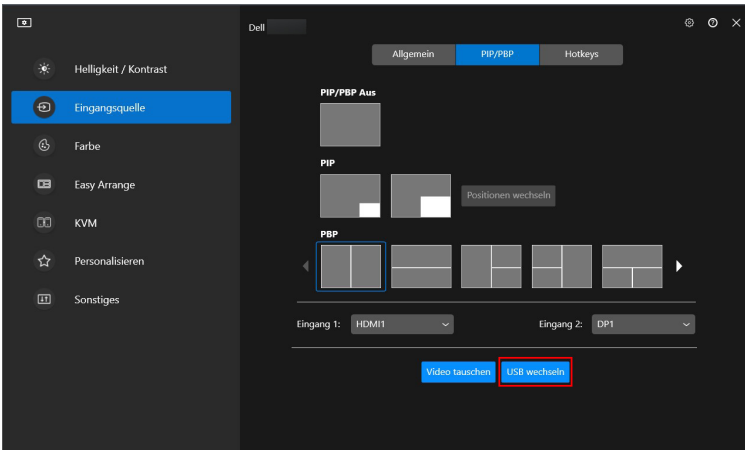 Dell
Allgemein PIP/PBP Hotkeys
Helligkeit / Kontrast
Eingangsquelle
Farbe
Easy Arrange
KVM
Personalisieren
Sonstiges
PIP/PBP Aus
PIP
Positionen wechseln
PBP
Eingang 1: HDMI1 Eingang 2: DP1
Video tauschen USB wechseln